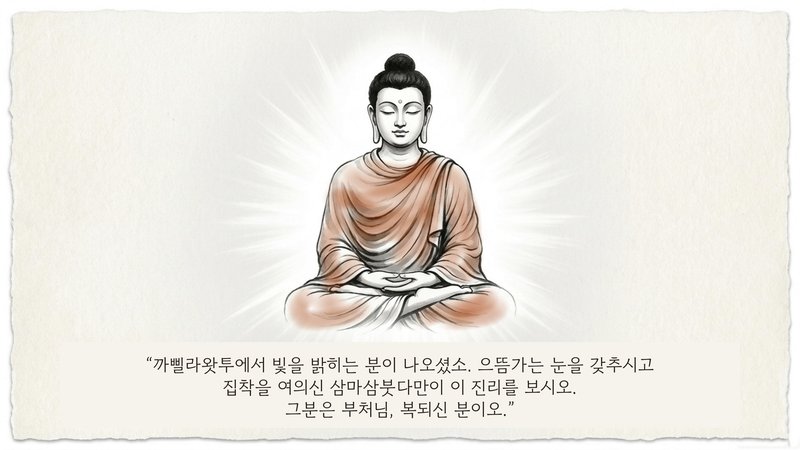 “까삘라왓투에서 빛을 밝히는 분이 나오셨소. 으뜸가는 눈을 갖추시고
집착을 여의신 삼마삼붓다만이 이 진리를 보시오.
그분은 부처님, 복되신 분이오.”